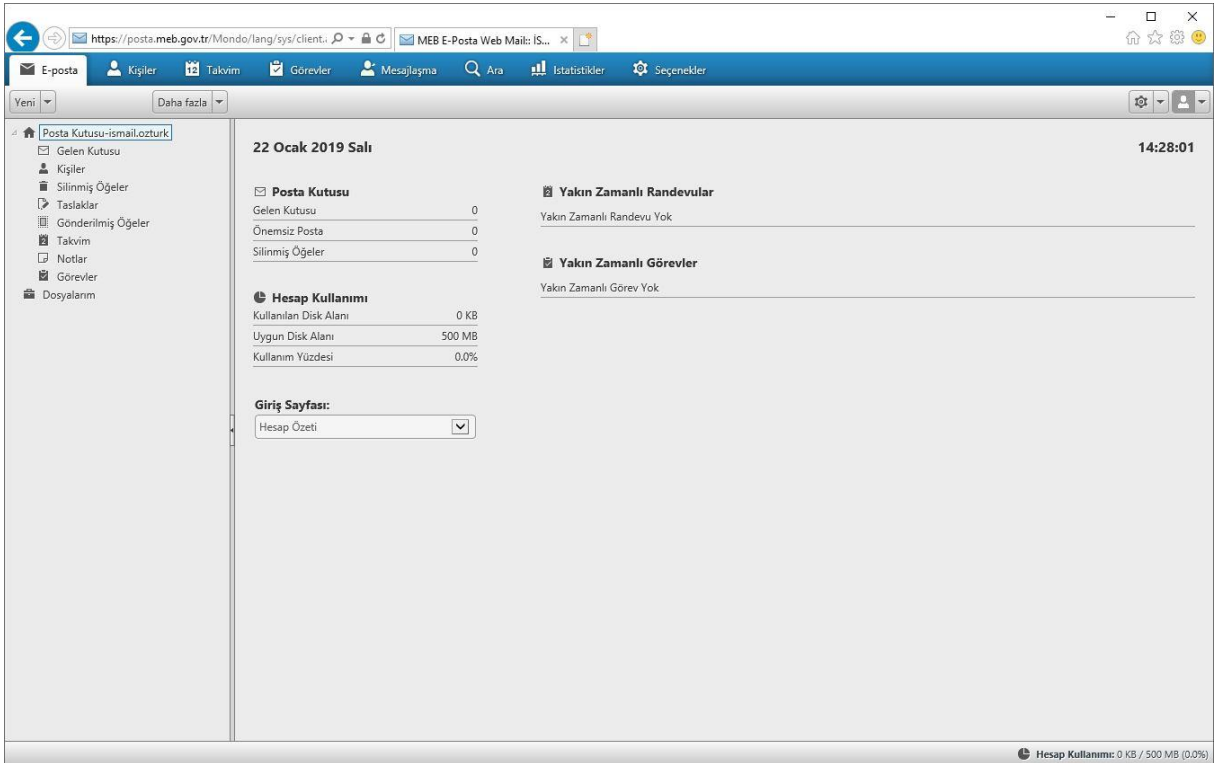 https://posta.meb.gov.tr/Mondo/lang/sys/client.
MEB E-Posta Web Mail:: İS...
E-posta
Kişiler
12 Takvim
Görevler
Mesajlaşma
Ara
Istatistikler
Seçenekler
Yeni
Daha fazla
Posta Kutusu-ismail.ozturk
Gelen Kutusu
Kişiler
Silinmiş Öğeler
Taslaklar
Gönderilmiş Öğeler
Takvim
Notlar
Görevler
Dosyalarım
22 Ocak 2019 Salı
14:28:01
Posta Kutusu
Gelen Kutusu 0
Önemsiz Posta 0
Silinmiş Öğeler 0
Hesap Kullanımı
Kullanılan Disk Alanı 0 KB
Uygun Disk Alanı 500 MB
Kullanım Yüzdesi 0.0%
Giriş Sayfası:
Hesap Özeti
Yakın Zamanlı Randevular
Yakın Zamanlı Randevu Yok
Yakın Zamanlı Görevler
Yakın Zamanlı Görev Yok
Hesap Kullanımı: 0 KB / 500 MB (0.0%)